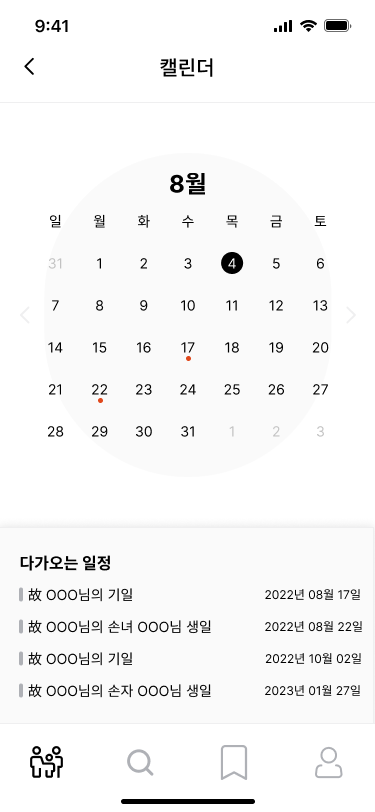 9:41
캘린더
8월
일 월 화 수 목 금 토
31 1 2 3 4 5 6
7 8 9 10 11 12 13
14 15 16 17 18 19 20
21 22 23 24 25 26 27
28 29 30 31 1 2 3
다가오는 일정
故 OOO님의 기일 2022년 08월 17일
故 OOO님의 손녀 OOO님 생일 2022년 08월 22일
故 OOO님의 기일 2022년 10월 02일
故 OOO님의 손자 OOO님 생일 2023년 01월 27일